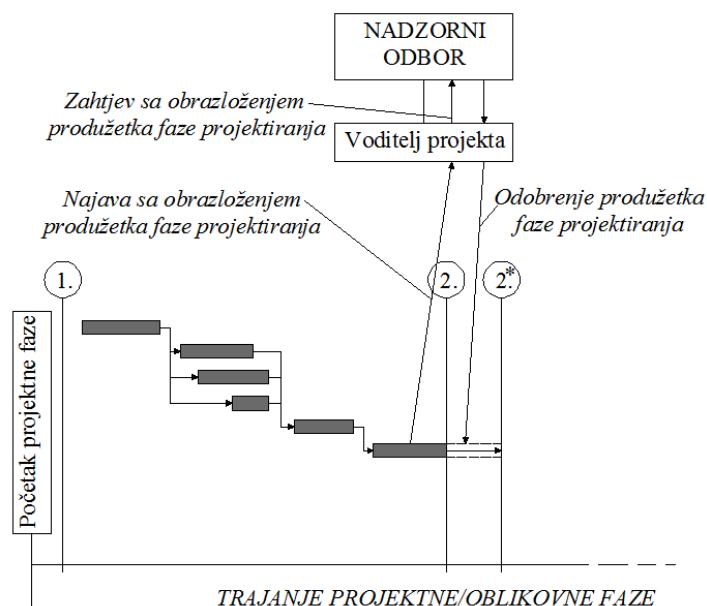 NADZORNI
ODBOR
Zahtjev sa obrazloženjem
produžetka faze projektiranja
Voditelj projekta
Najava sa obrazloženjem
produžetka faze projektiranja
Odobrenje produžetka
faze projektiranja
1.
2.
2.*
Početak projektne faze
TRAJANJE PROJEKTNE/OBLIKOVNE FAZE